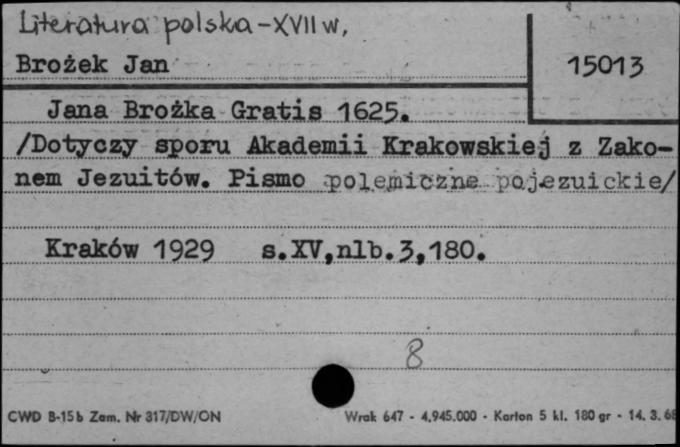 Literatura polska - XVII w,
Brożek Jan
15013
Jana Brożka Gratis 1625.
/Dotyczy sporu Akademii Krakowskiej z Zako-
nem Jezuitów. Pismo polemiczne pojezuickie/
Kraków 1929 s.XV,nlb.3,180.
8
CWD B-15b Zam. Nr 317/DW/ON
Wrak 647 - 4.945.000 - Karton 5 kl. 180 gr - 14. 3. 68